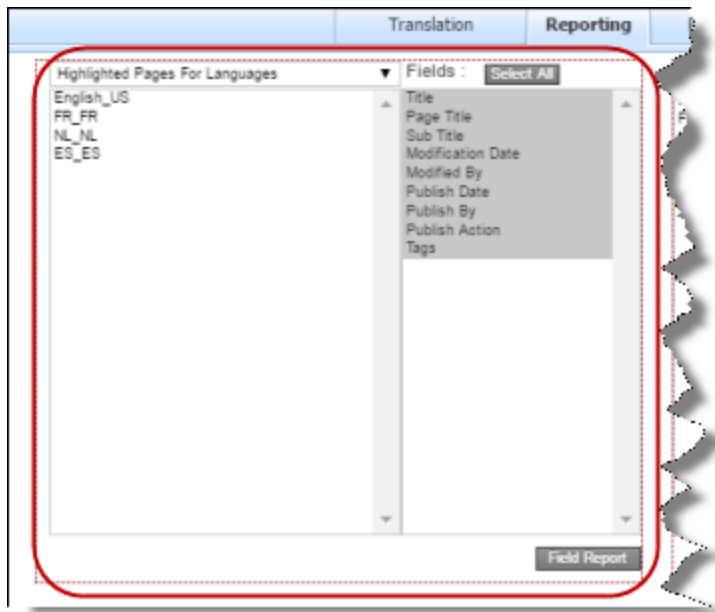 Translation
Reporting
Highlighted Pages For Languages
Fields :
Select All
English_US
FR_FR
NL_NL
ES_ES
Title
Page Title
Sub Title
Modification Date
Modified By
Publish Date
Publish By
Publish Action
Tags
Field Report